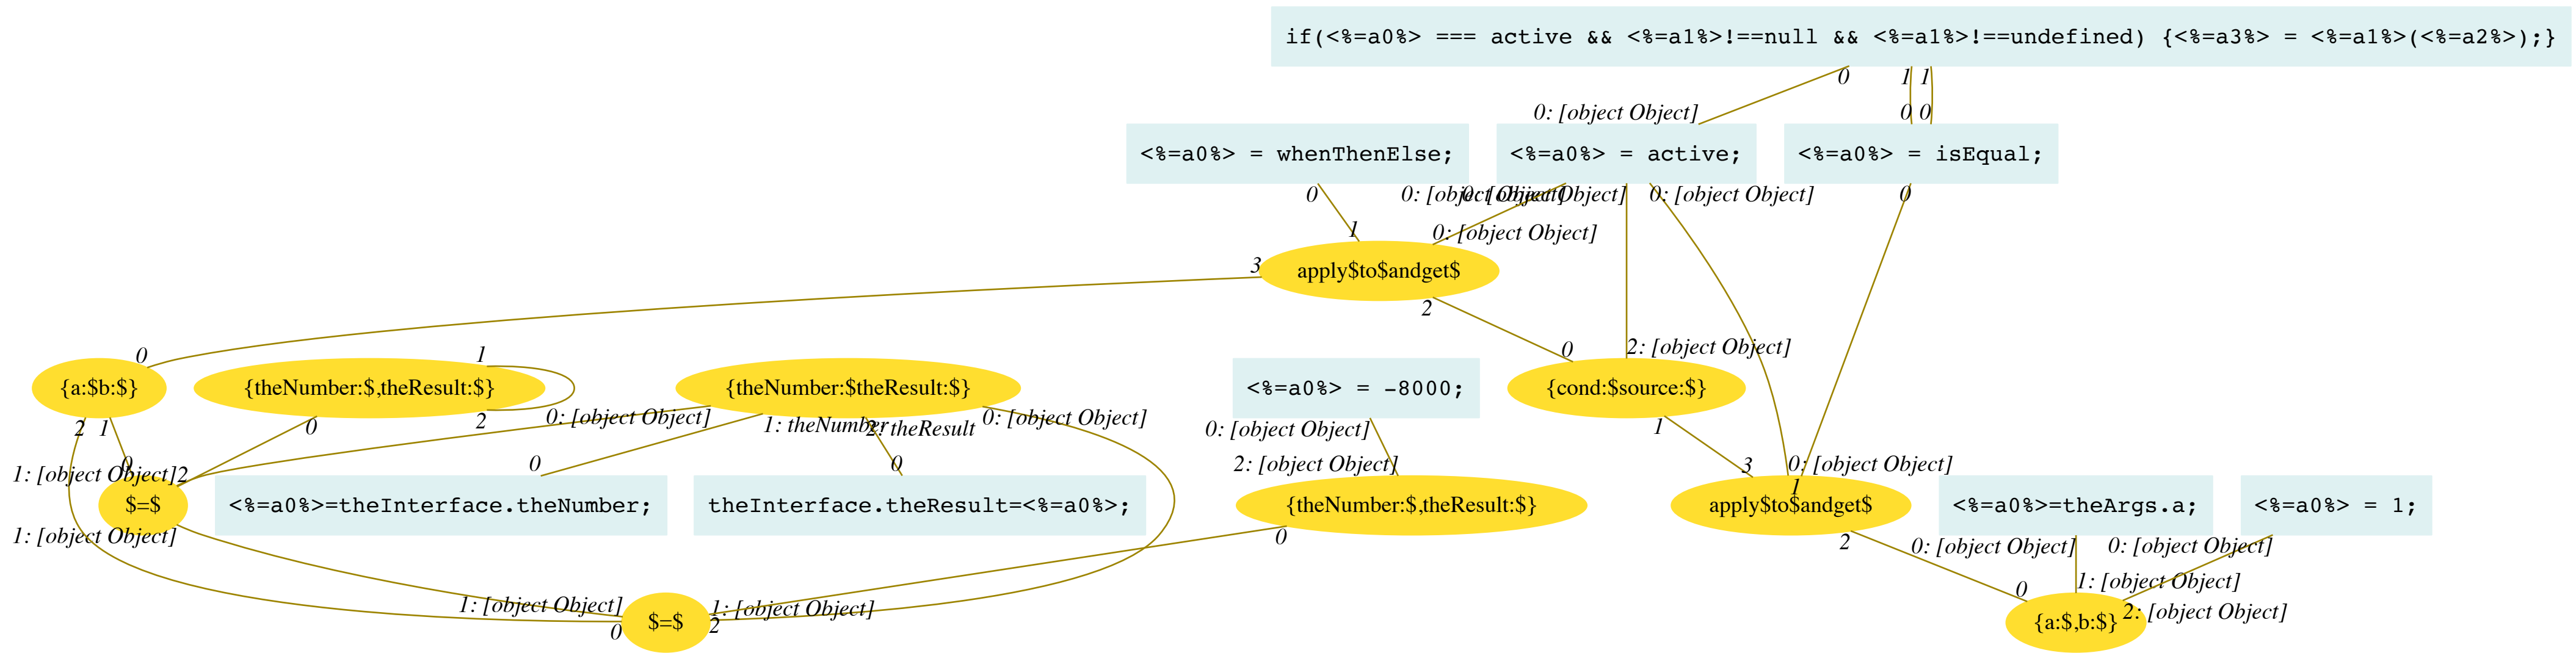 if(<%=a0%> === active && <%=a1%>!==null && <%=a1%>!==undefined) {<%=a3%> = <%=a1%>(<%=a2%>);}
0
1
1
0: [object Object]
0
0
<%=a0%> = whenThenElse;
<%=a0%> = active;
<%=a0%> = isEqual;
0
0: [object Object]
0: [object Object]
0: [object Object]
0
1
0: [object Object]
3
apply$to$andget$
2
0
1
0
2: [object Object]
{a:$b:$}
{theNumber:$,theResult:$}
{theNumber:$theResult:$}
<%=a0%> = -8000;
{cond:$source:$}
2
1
0
2
0: [object Object]
1: theNumber
2: theResult
0: [object Object]
0: [object Object]
1
0
1: [object Object]
2
0
0
2: [object Object]
3
0: [object Object]
1
$=$
<%=a0%>=theInterface.theNumber;
theInterface.theResult=<%=a0%>;
{theNumber:$,theResult:$}
apply$to$andget$
<%=a0%>=theArgs.a;
<%=a0%> = 1;
1: [object Object]
0
2
0: [object Object]
0: [object Object]
0
1: [object Object]
1: [object Object]
0
1: [object Object]
2
2: [object Object]
$=$
{a:$,b:$}